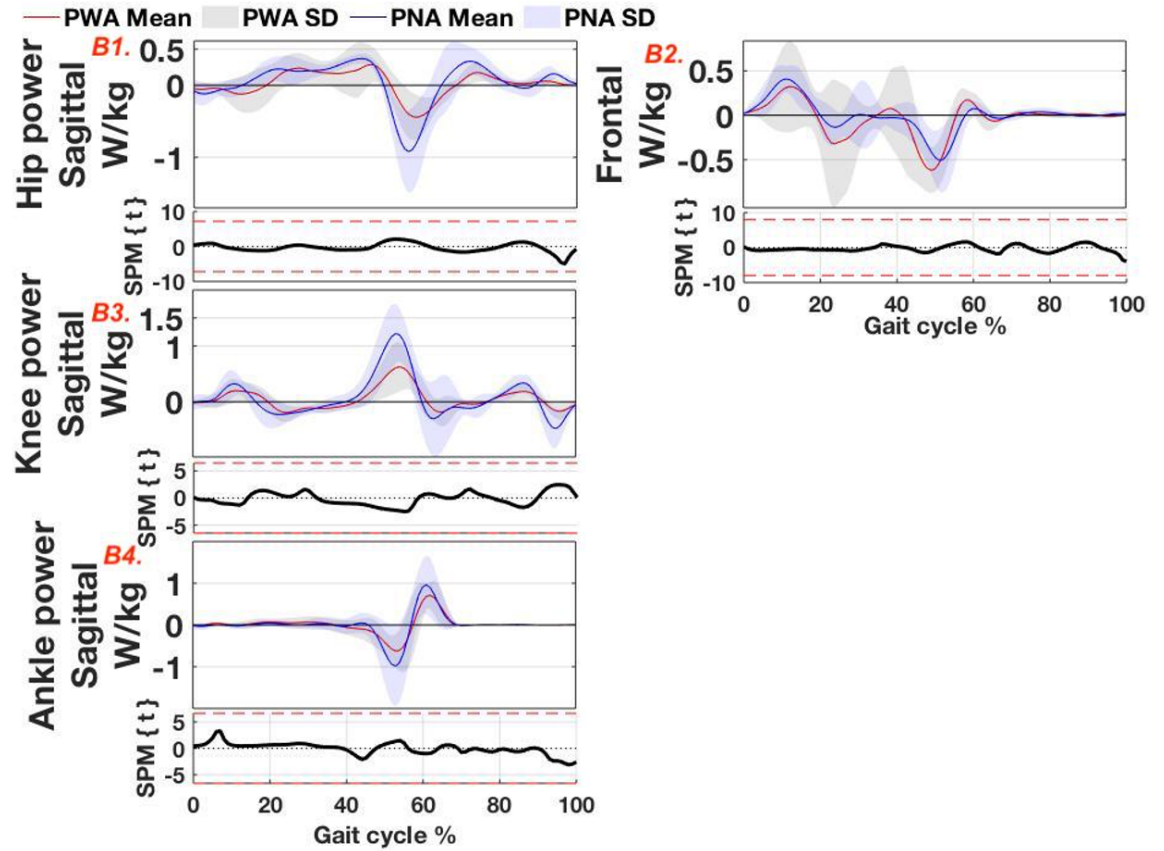 PWA Mean PWA SD PNA Mean PNA SD
B1.
Hip power
Sagittal
W/kg
0.5
0
-1
SPM { t }
10
0
-10
B2.
Frontal
W/kg
0.5
0
-0.5
SPM { t }
10
0
-10
0 20 40 60 80 100
Gait cycle %
B3.
Knee power
Sagittal
W/kg
1.5
1
0
SPM { t }
5
0
-5
B4.
Ankle power
Sagittal
W/kg
1
0
-1
SPM { t }
5
0
-5
0 20 40 60 80 100
Gait cycle %